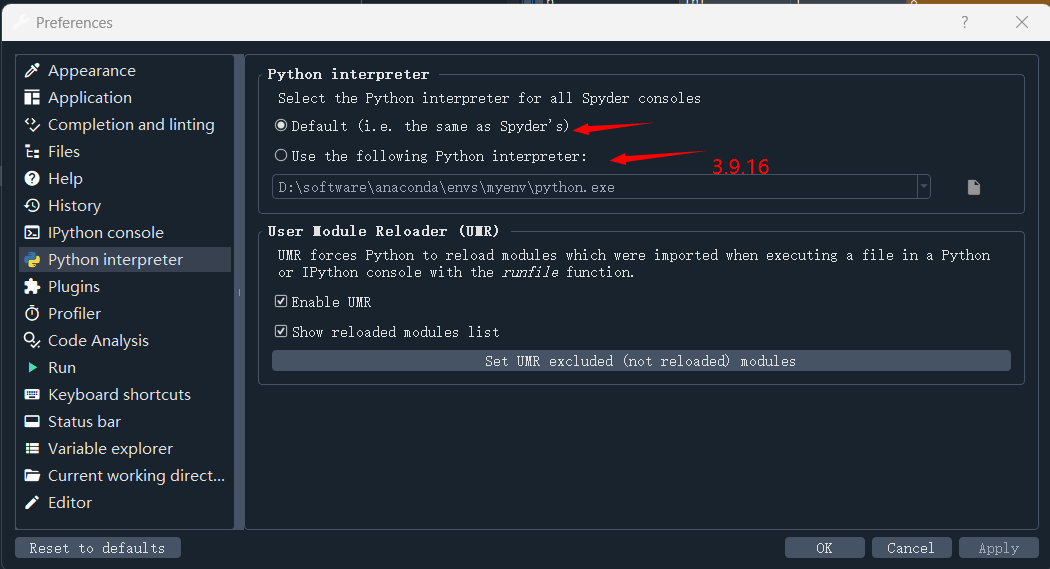 Preferences
?
Appearance
Application
Completion and linting
Files
Help
History
IPython console
Python interpreter
Plugins
Profiler
Code Analysis
Run
Keyboard shortcuts
Status bar
Variable explorer
Current working direct...
Editor
Python interpreter
Select the Python interpreter for all Spyder consoles
Default (i.e. the same as Spyder's)
Use the following Python interpreter:
3.9.16
D:\software\anaconda\envs\myenv\python.exe
User Module Reloader (UMR)
UMR forces Python to reload modules which were imported when executing a file in a Python
or IPython console with the runfile function.
Enable UMR
Show reloaded modules list
Set UMR excluded (not reloaded) modules
Reset to defaults
OK
Cancel
Apply